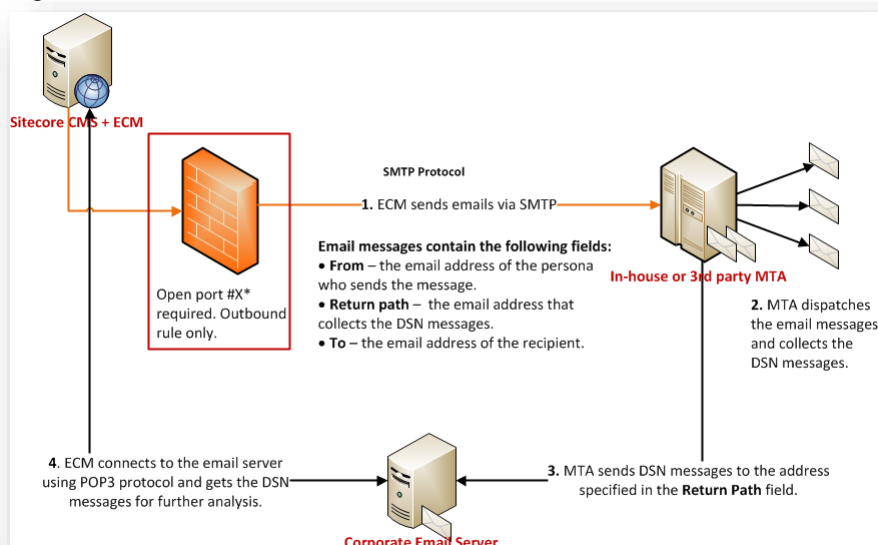 Sitecore CMS + ECM
SMTP Protocol
1. ECM sends emails via SMTP
Email messages contain the following fields:
• From – the email address of the persona
who sends the message.
• Return path – the email address that
collects the DSN messages.
• To – the email address of the recipient.
Open port #X*
required. Outbound
rule only.
In-house or 3rd party MTA
2. MTA dispatches
the email messages
and collects the
DSN messages.
4. ECM connects to the email server
using POP3 protocol and gets the DSN
messages for further analysis.
3. MTA sends DSN messages to the address
specified in the Return Path field.
Corporate Email Server